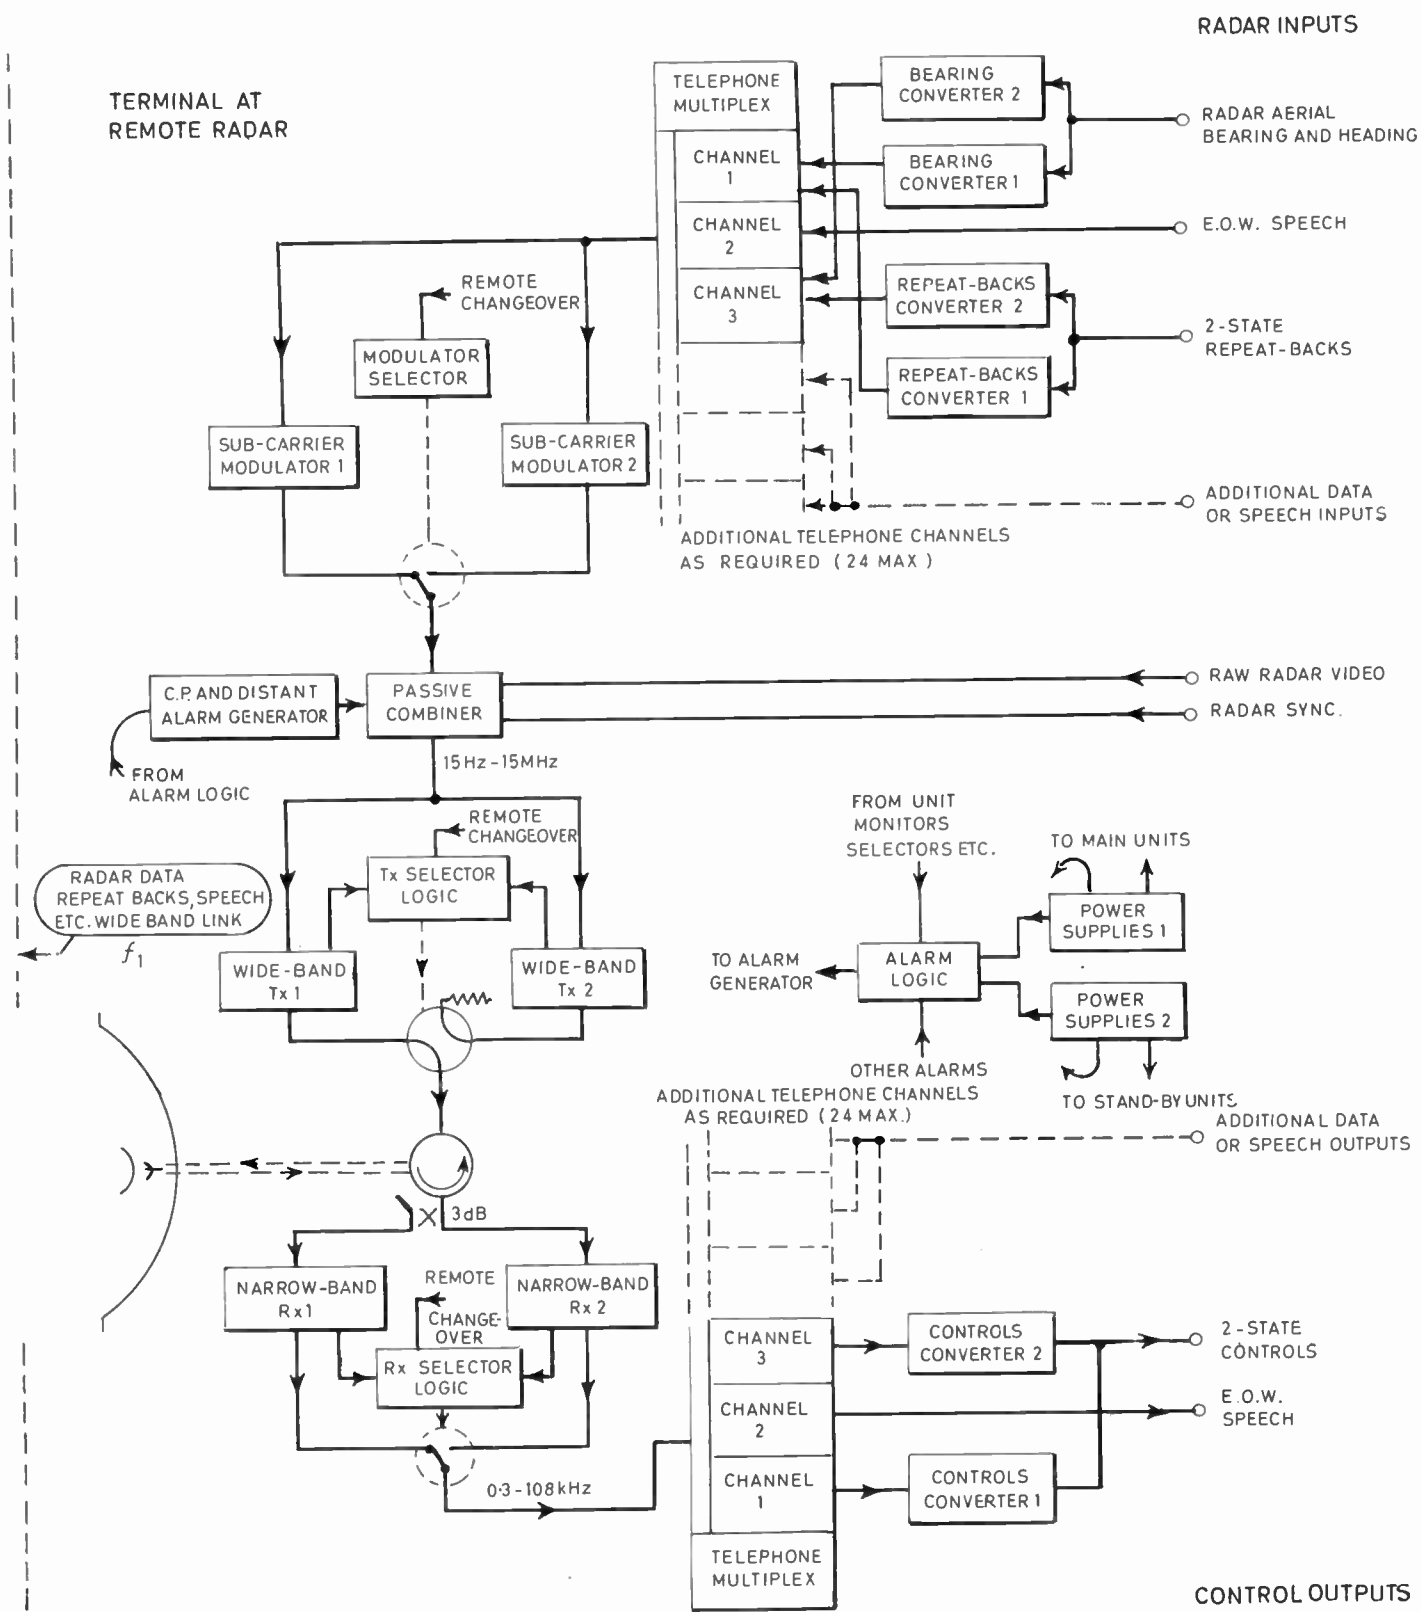 RADAR INPUTS
TERMINAL AT
REMOTE RADAR
TELEPHONE
MULTIPLEX
CHANNEL
1
CHANNEL
2
CHANNEL
3
BEARING
CONVERTER 2
BEARING
CONVERTER 1
RADAR AERIAL
BEARING AND HEADING
E.O.W. SPEECH
REPEAT-BACKS
CONVERTER 2
REPEAT-BACKS
CONVERTER 1
2-STATE
REPEAT-BACKS
REMOTE
CHANGEOVER
MODULATOR
SELECTOR
SUB-CARRIER
MODULATOR 1
SUB-CARRIER
MODULATOR 2
ADDITIONAL DATA
OR SPEECH INPUTS
ADDITIONAL TELEPHONE CHANNELS
AS REQUIRED (24 MAX)
C.P. AND DISTANT
ALARM GENERATOR
PASSIVE
COMBINER
RAW RADAR VIDEO
RADAR SYNC.
15Hz-15MHz
FROM
ALARM LOGIC
REMOTE
CHANGEOVER
Tx SELECTOR
LOGIC
RADAR DATA
REPEAT BACKS, SPEECH
ETC. WIDE BAND LINK
f1
WIDE-BAND
Tx 1
WIDE-BAND
Tx 2
FROM UNIT
MONITORS
SELECTORS ETC.
TO MAIN UNITS
POWER
SUPPLIES 1
TO ALARM
GENERATOR
ALARM
LOGIC
POWER
SUPPLIES 2
OTHER ALARMS
TO STAND-BY UNITS
ADDITIONAL TELEPHONE CHANNELS
AS REQUIRED (24 MAX.)
ADDITIONAL DATA
OR SPEECH OUTPUTS
3dB
NARROW-BAND
Rx1
REMOTE
CHANGE-
OVER
NARROW-BAND
Rx 2
Rx SELECTOR
LOGIC
0·3-108kHz
CHANNEL
3
CHANNEL
2
CHANNEL
1
TELEPHONE
MULTIPLEX
CONTROLS
CONVERTER 2
CONTROLS
CONVERTER 1
2-STATE
CONTROLS
E.O.W.
SPEECH
CONTROL OUTPUTS